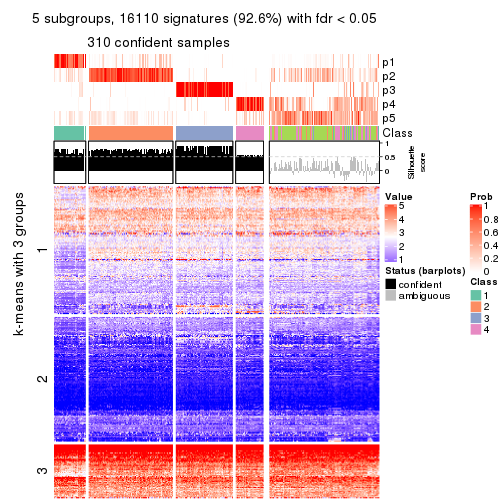 5 subgroups, 16110 signatures (92.6%) with fdr < 0.05
310 confident samples
p1
p2
p3
p4
p5
Class
1
0.5
0
Silhouette
score
k-means with 3 groups
1
2
3
Value
5
4
3
2
1
Status (barplots)
confident
ambiguous
Prob
1
0.8
0.6
0.4
0.2
0
Class
1
2
3
4